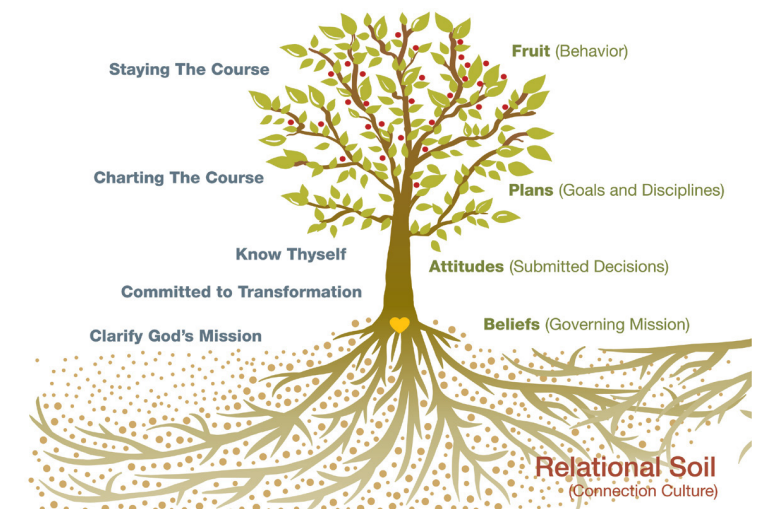 Fruit (Behavior)
Staying The Course
Charting The Course
Plans (Goals and Disciplines)
Know Thyself
Attitudes (Submitted Decisions)
Committed to Transformation
Beliefs (Governing Mission)
Clarify God's Mission
Relational Soil
(Connection Culture)